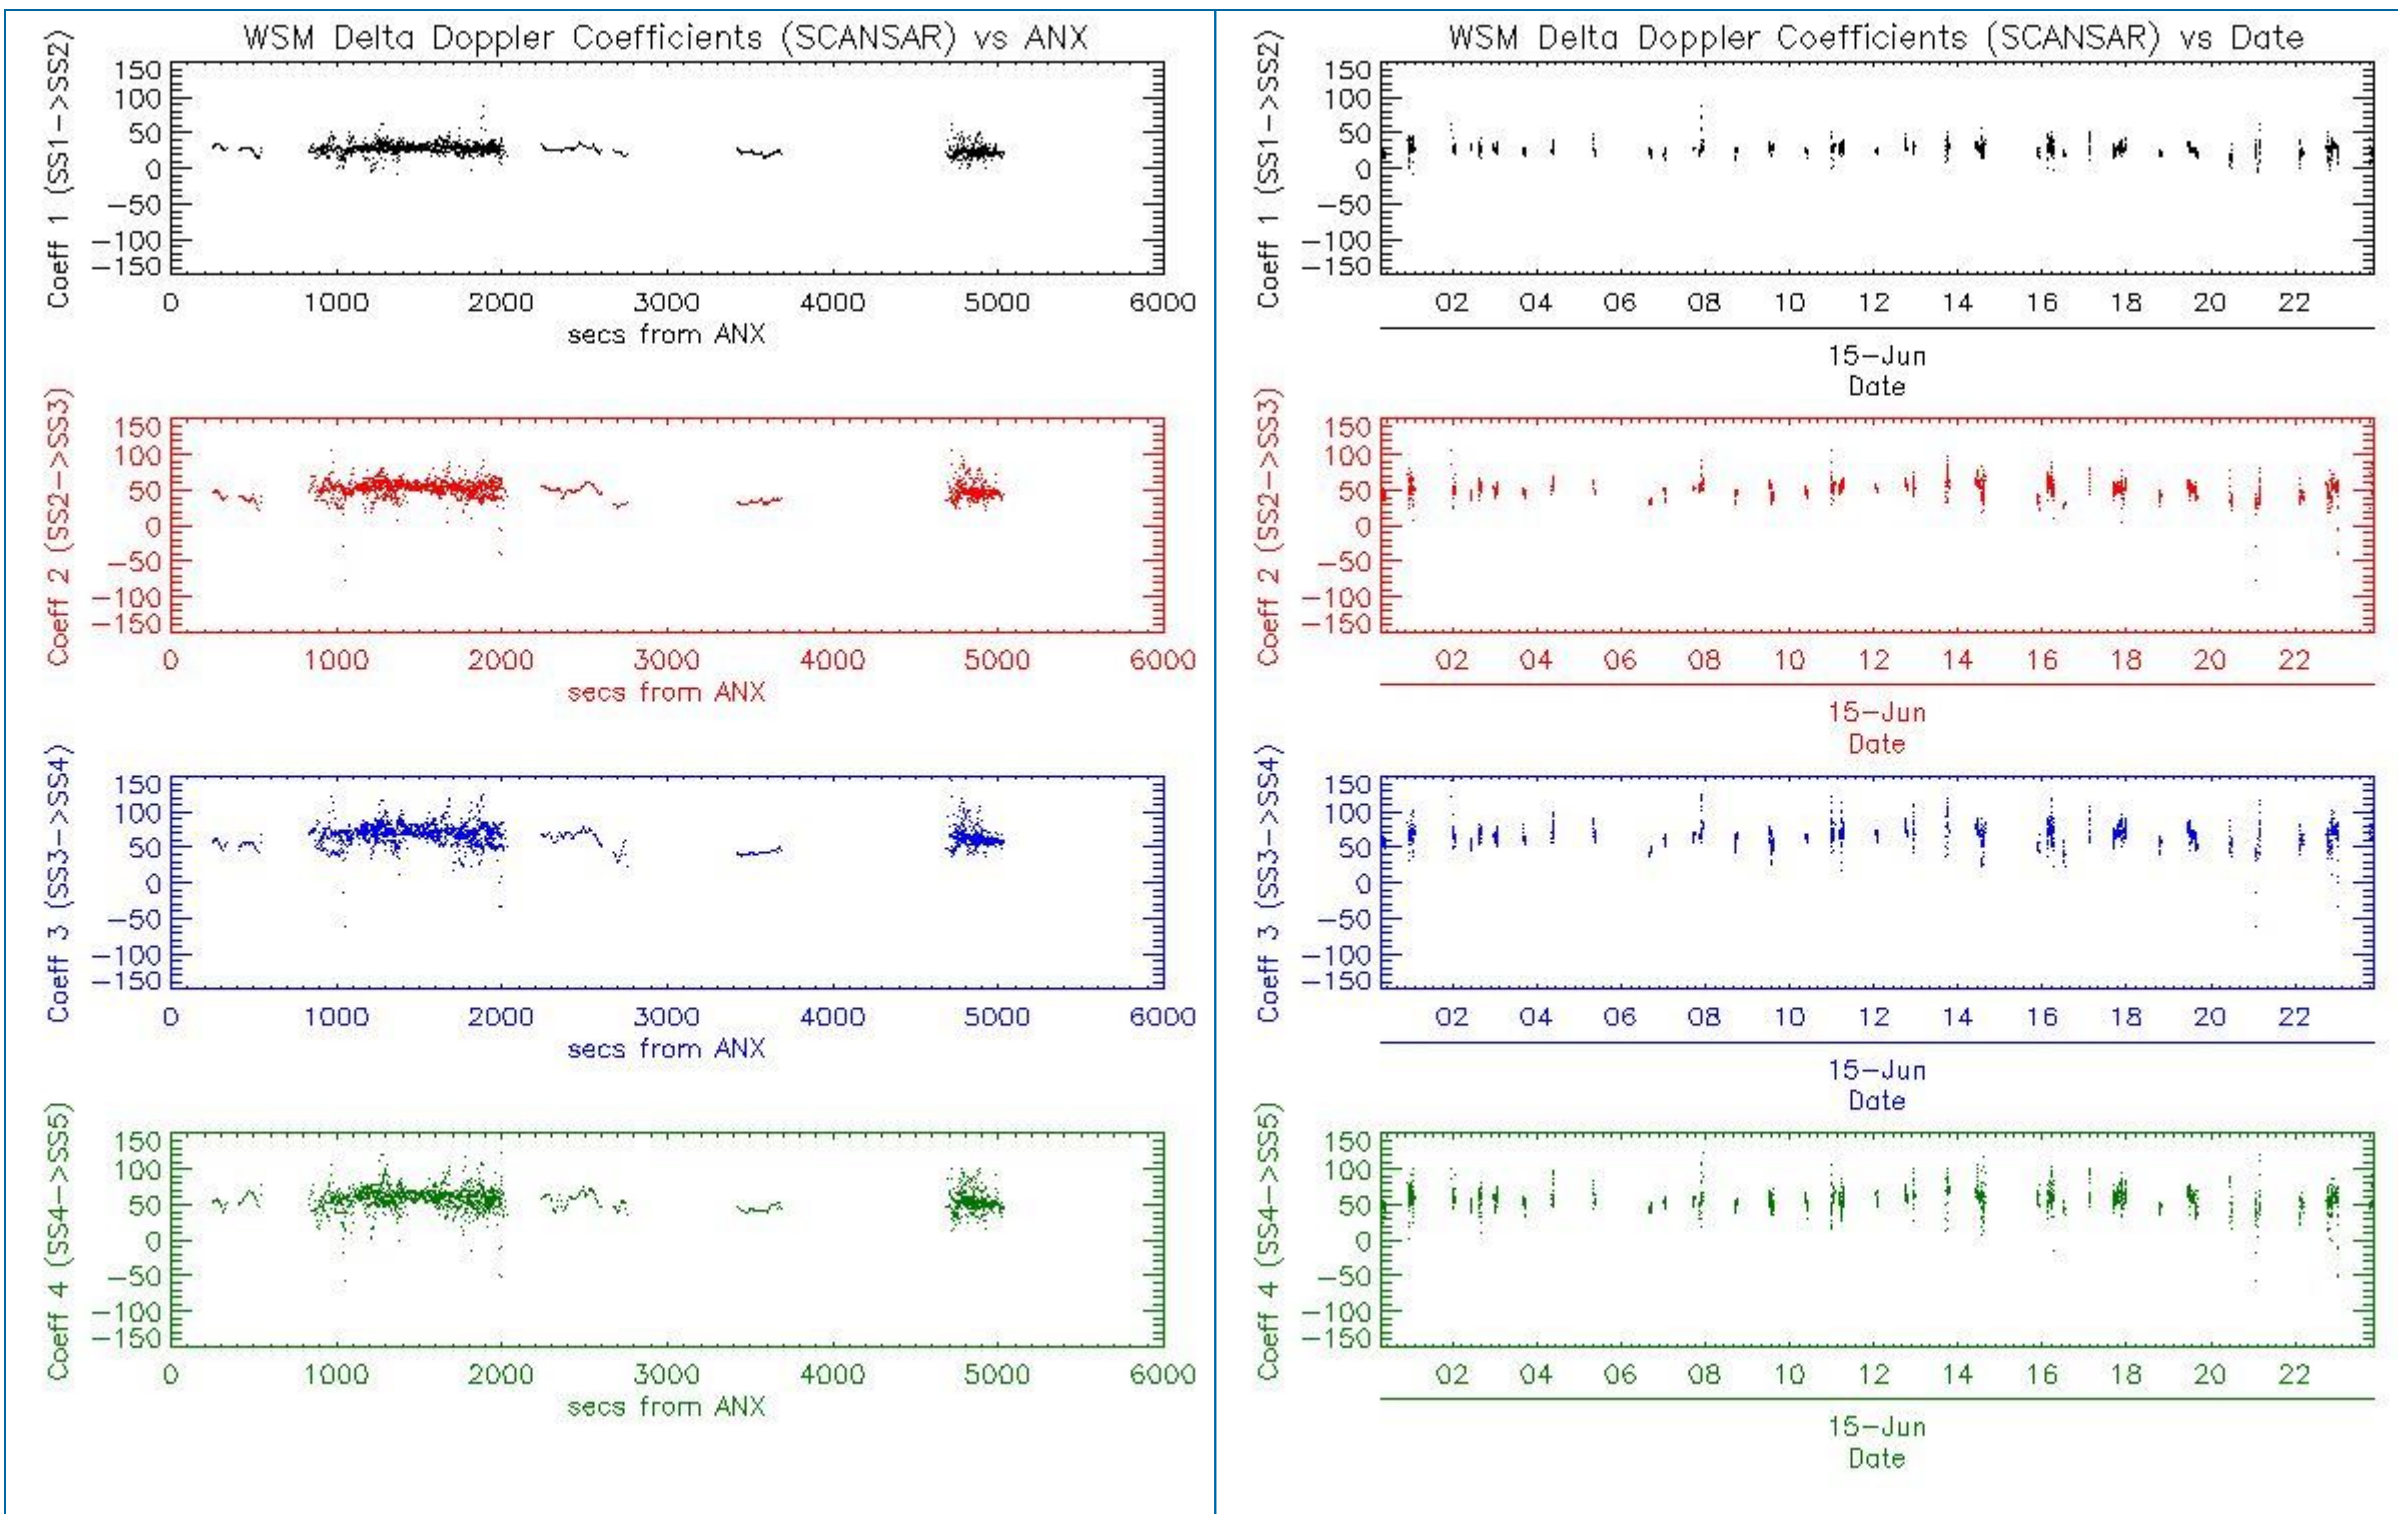 WSM Delta Doppler Coefficients (SCANSAR) vs ANX
Coeff 1 (SS1->SS2)
150
100
50
0
-50
-100
-150
0 1000 2000 3000 4000 5000 6000
secs from ANX
Coeff 2 (SS2->SS3)
150
100
50
0
-50
-100
-150
0 1000 2000 3000 4000 5000 6000
secs from ANX
Coeff 3 (SS3->SS4)
150
100
50
0
-50
-100
-150
0 1000 2000 3000 4000 5000 6000
secs from ANX
Coeff 4 (SS4->SS5)
150
100
50
0
-50
-100
-150
0 1000 2000 3000 4000 5000 6000
secs from ANX
WSM Delta Doppler Coefficients (SCANSAR) vs Date
Coeff 1 (SS1->SS2)
150
100
50
0
-50
-100
-150
02 04 06 08 10 12 14 16 18 20 22
15-Jun
Date
Coeff 2 (SS2->SS3)
150
100
50
0
-50
-100
-150
02 04 06 08 10 12 14 16 18 20 22
15-Jun
Date
Coeff 3 (SS3->SS4)
150
100
50
0
-50
-100
-150
02 04 06 08 10 12 14 16 18 20 22
15-Jun
Date
Coeff 4 (SS4->SS5)
150
100
50
0
-50
-100
-150
02 04 06 08 10 12 14 16 18 20 22
15-Jun
Date